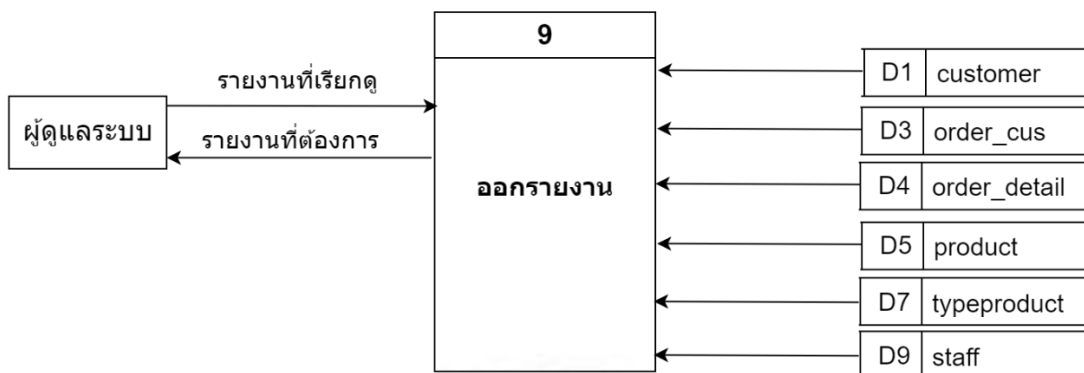 9
รายงานที่เรียกดู
ผู้ดูแลระบบ
รายงานที่ต้องการ
ออกรายงาน
D1 customer
D3 order_cus
D4 order_detail
D5 product
D7 typeproduct
D9 staff